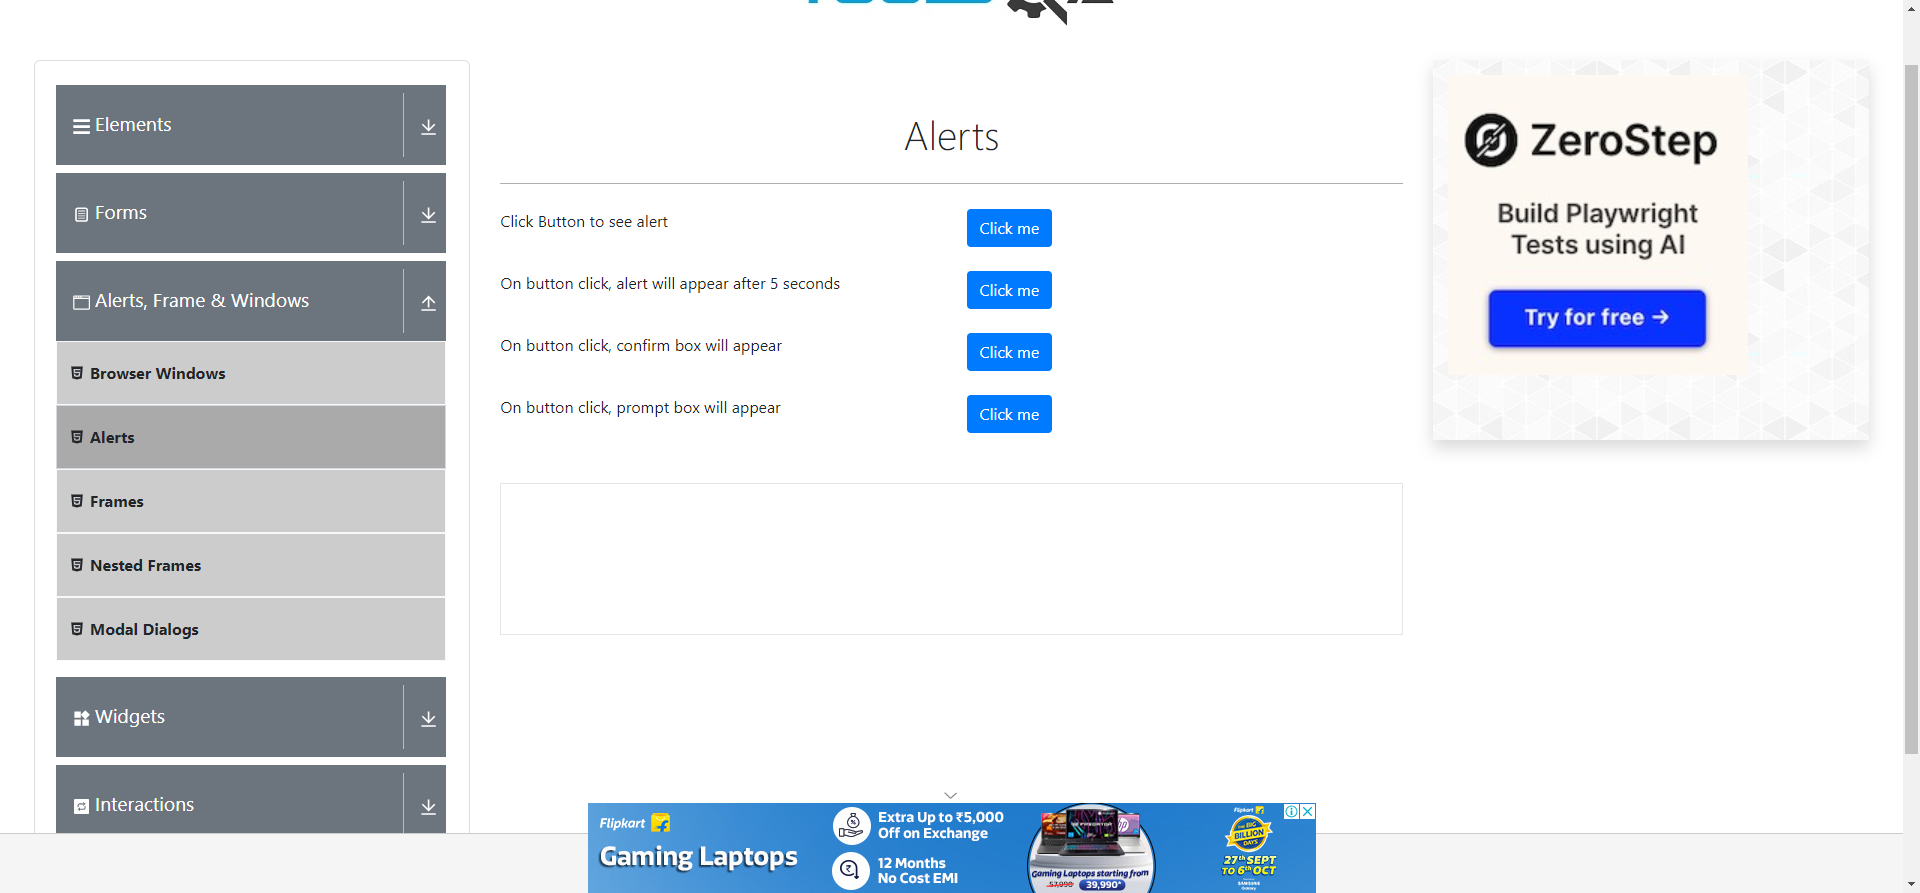 Elements
Forms
Alerts, Frame & Windows
Browser Windows
Alerts
Frames
Nested Frames
Modal Dialogs
Widgets
Interactions
Alerts
Click Button to see alert
Click me
On button click, alert will appear after 5 seconds
Click me
On button click, confirm box will appear
Click me
On button click, prompt box will appear
Click me
ZeroStep
Build Playwright
Tests using AI
Try for free →
Flipkart
Gaming Laptops
Extra Up to ₹5,000
Off on Exchange
12 Months
No Cost EMI
Gaming Laptops starting from
57,990 39,990*
Flipkart
THE BIG
BILLION
DAYS
27th SEPT
TO 6th OCT
SAMSUNG
Galaxy